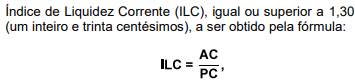 Índice de Liquidez Corrente (ILC), igual ou superior a 1,30
(um inteiro e trinta centésimos), a ser obtido pela fórmula:
ILC = AC
PC ,